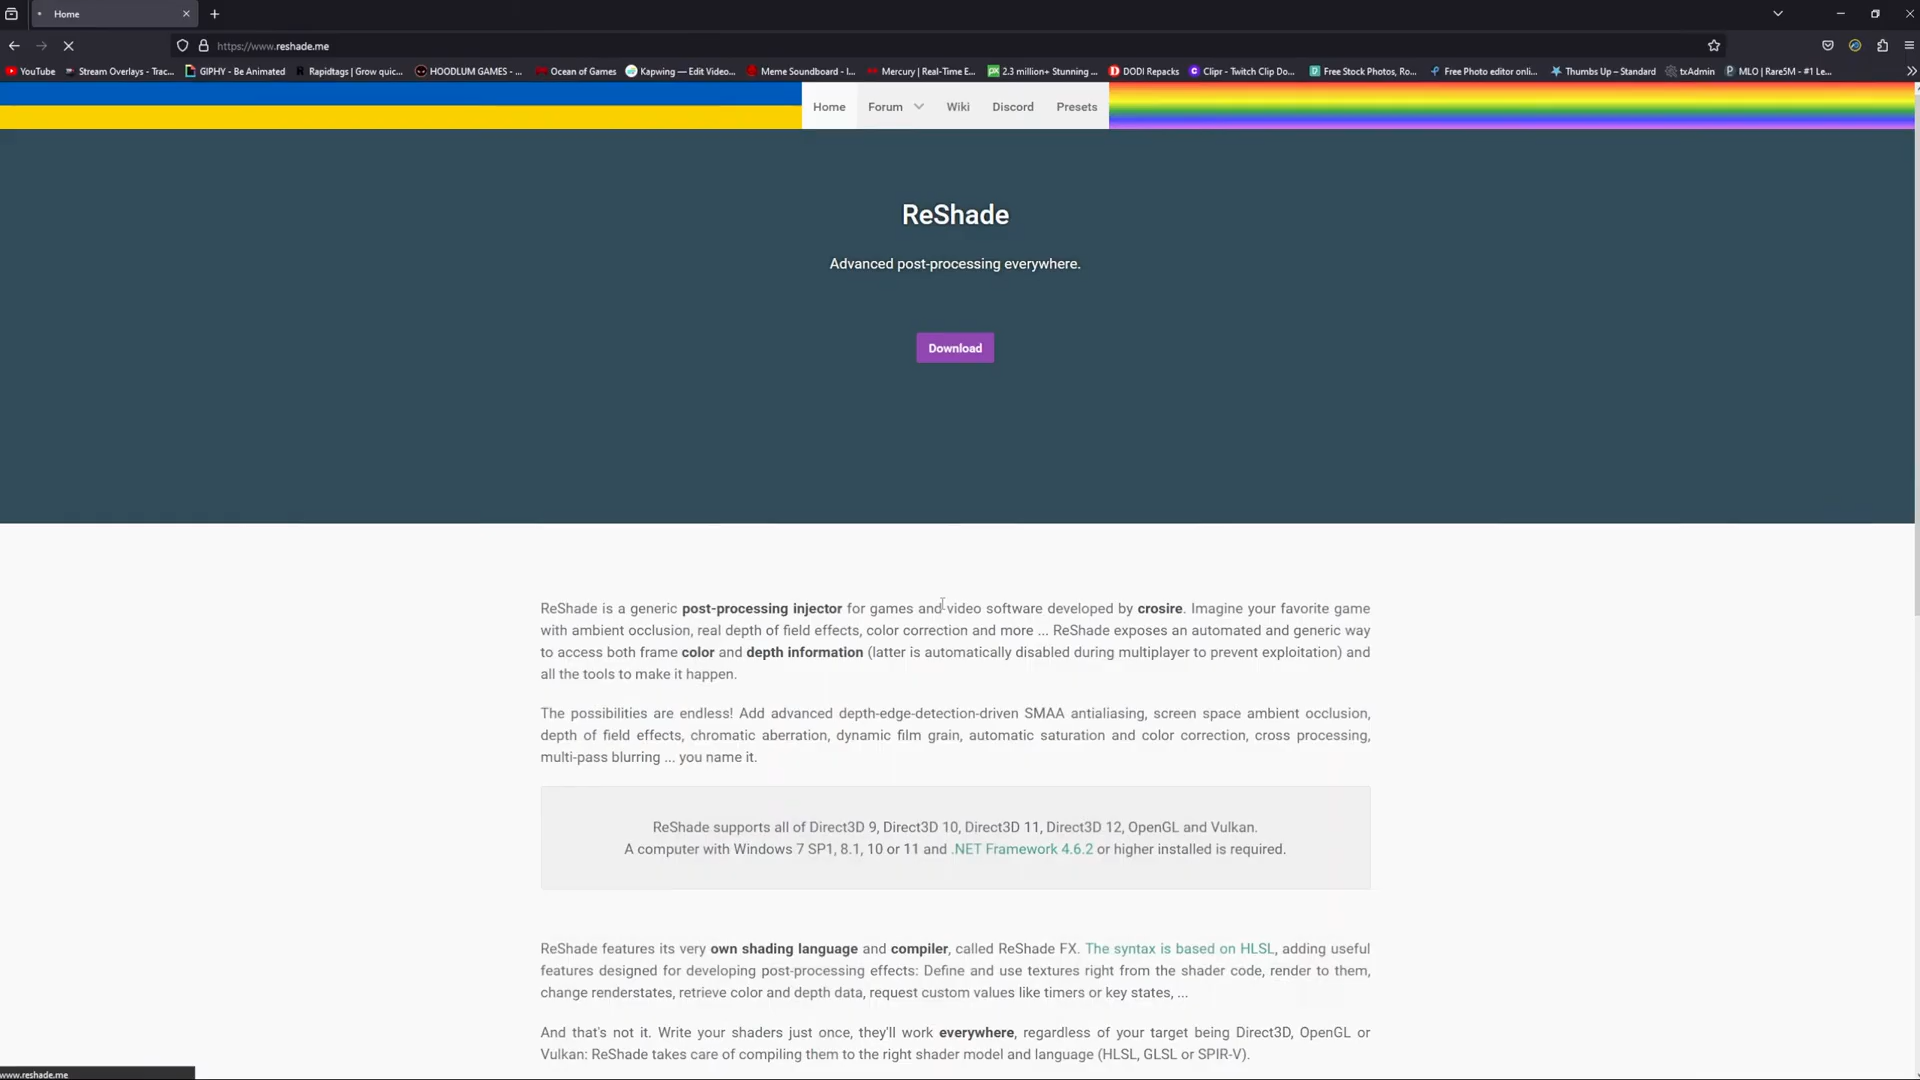 Home
https://www.reshade.me
YouTube
Stream Overlays - Trac...
GIPHY - Be Animated
Rapidtags | Grow quic...
HOODLUM GAMES - ...
Ocean of Games
Kapwing — Edit Video...
Meme Soundboard - I...
Mercury | Real-Time E...
2.3 million+ Stunning ...
DODI Repacks
Clipr - Twitch Clip Do...
Free Stock Photos, Ro...
Free Photo editor onli...
Thumbs Up – Standard
txAdmin
MLO | Rare5M - #1 Le...
Home
Forum
Wiki
Discord
Presets
ReShade
Advanced post-processing everywhere.
Download
ReShade is a generic post-processing injector for games and video software developed by crosire. Imagine your favorite game
with ambient occlusion, real depth of field effects, color correction and more ... ReShade exposes an automated and generic way
to access both frame color and depth information (latter is automatically disabled during multiplayer to prevent exploitation) and
all the tools to make it happen.
The possibilities are endless! Add advanced depth-edge-detection-driven SMAA antialiasing, screen space ambient occlusion,
depth of field effects, chromatic aberration, dynamic film grain, automatic saturation and color correction, cross processing,
multi-pass blurring ... you name it.
ReShade supports all of Direct3D 9, Direct3D 10, Direct3D 11, Direct3D 12, OpenGL and Vulkan.
A computer with Windows 7 SP1, 8.1, 10 or 11 and .NET Framework 4.6.2 or higher installed is required.
ReShade features its very own shading language and compiler, called ReShade FX. The syntax is based on HLSL, adding useful
features designed for developing post-processing effects: Define and use textures right from the shader code, render to them,
change renderstates, retrieve color and depth data, request custom values like timers or key states, ...
And that's not it. Write your shaders just once, they'll work everywhere, regardless of your target being Direct3D, OpenGL or
Vulkan: ReShade takes care of compiling them to the right shader model and language (HLSL, GLSL or SPIR-V).
www.reshade.me